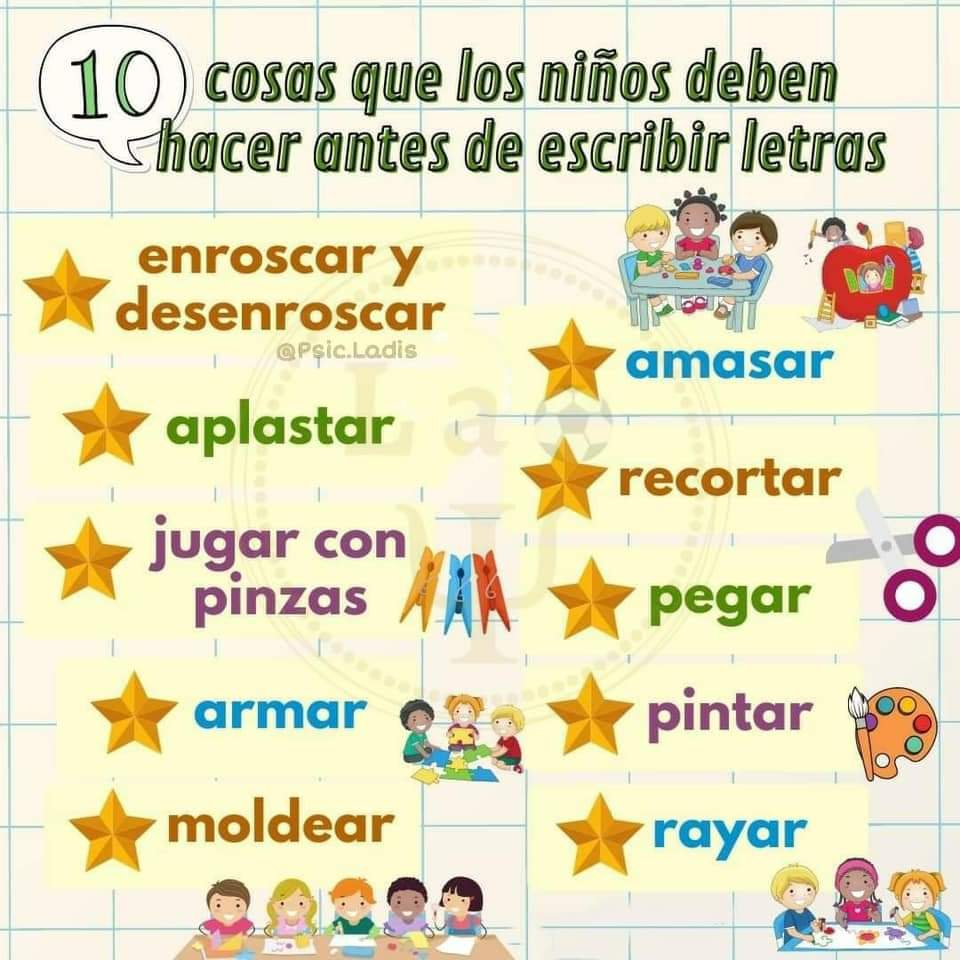 10 cosas que los niños deben
hacer antes de escribir letras
enroscar y
desenroscar
@Psic.Ladis
aplastar
jugar con
pinzas
armar
moldear
amasar
recortar
pegar
pintar
rayar